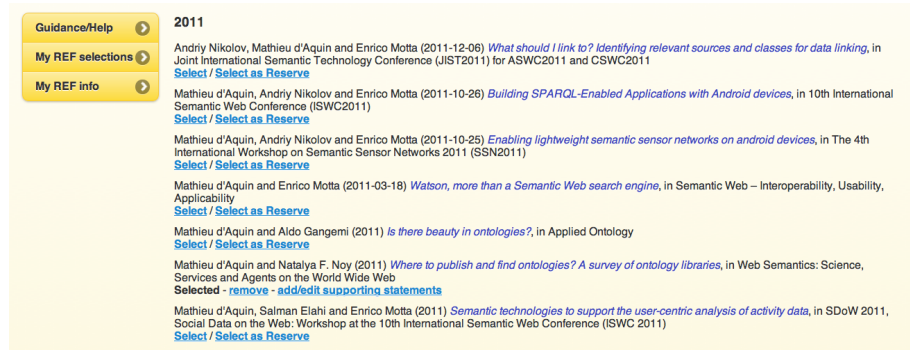 Guidance/Help
My REF selections
My REF info
2011
Andriy Nikolov, Mathieu d'Aquin and Enrico Motta (2011-12-06) What should I link to? Identifying relevant sources and classes for data linking, in
Joint International Semantic Technology Conference (JIST2011) for ASWC2011 and CSWC2011
Select / Select as Reserve
Mathieu d'Aquin, Andriy Nikolov and Enrico Motta (2011-10-26) Building SPARQL-Enabled Applications with Android devices, in 10th International
Semantic Web Conference (ISWC2011)
Select / Select as Reserve
Mathieu d'Aquin, Andriy Nikolov and Enrico Motta (2011-10-25) Enabling lightweight semantic sensor networks on android devices, in The 4th
International Workshop on Semantic Sensor Networks 2011 (SSN2011)
Select / Select as Reserve
Mathieu d'Aquin and Enrico Motta (2011-03-18) Watson, more than a Semantic Web search engine, in Semantic Web – Interoperability, Usability,
Applicability
Select / Select as Reserve
Mathieu d'Aquin and Aldo Gangemi (2011) Is there beauty in ontologies?, in Applied Ontology
Select / Select as Reserve
Mathieu d'Aquin and Natalya F. Noy (2011) Where to publish and find ontologies? A survey of ontology libraries, in Web Semantics: Science,
Services and Agents on the World Wide Web
Selected - remove - add/edit supporting statements
Mathieu d'Aquin, Salman Elahi and Enrico Motta (2011) Semantic technologies to support the user-centric analysis of activity data, in SDoW 2011,
Social Data on the Web: Workshop at the 10th International Semantic Web Conference (ISWC 2011)
Select / Select as Reserve